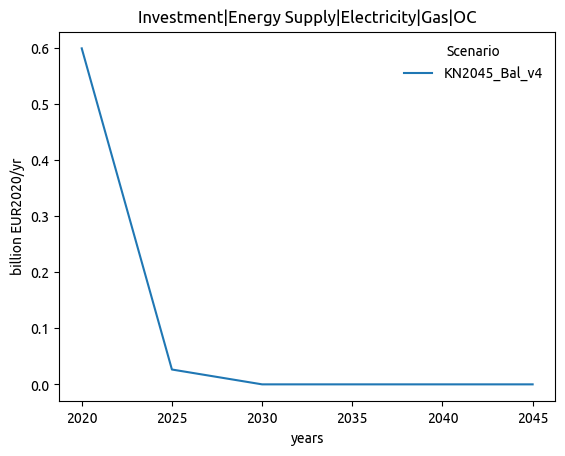 Investment|Energy Supply|Electricity|Gas|OC
Scenario
KN2045_Bal_v4
billion EUR2020/yr
0.6
0.5
0.4
0.3
0.2
0.1
0.0
2020 2025 2030 2035 2040 2045
years